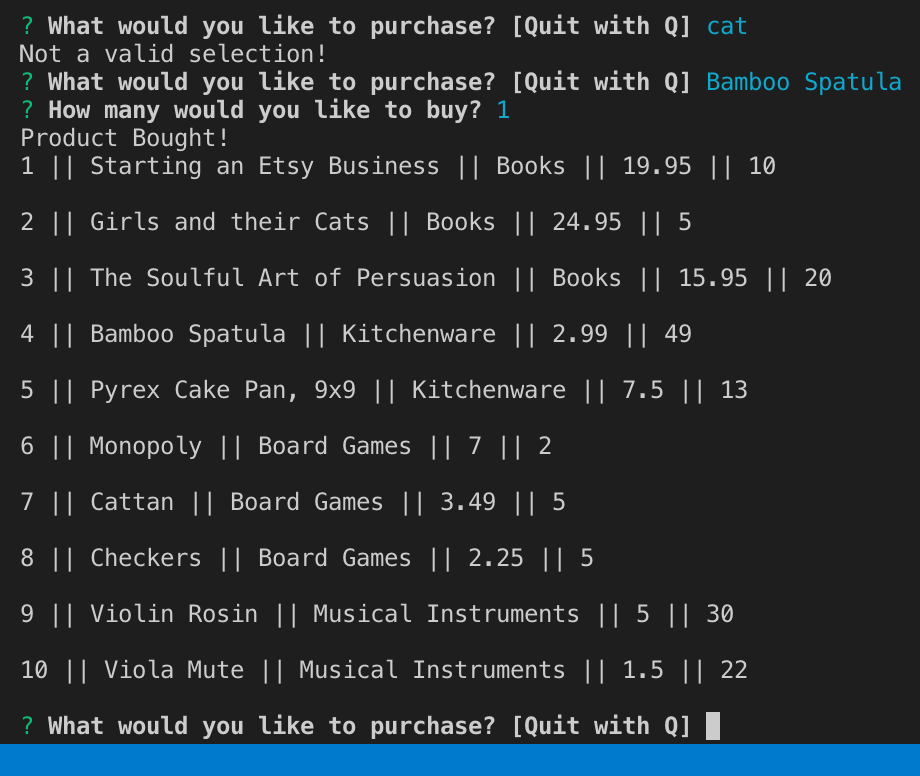 ? What would you like to purchase? [Quit with Q] cat
Not a valid selection!
? What would you like to purchase? [Quit with Q] Bamboo Spatula
? How many would you like to buy? 1
Product Bought!
1 || Starting an Etsy Business || Books || 19.95 || 10
2 || Girls and their Cats || Books || 24.95 || 5
3 || The Soulful Art of Persuasion || Books || 15.95 || 20
4 || Bamboo Spatula || Kitchenware || 2.99 || 49
5 || Pyrex Cake Pan, 9x9 || Kitchenware || 7.5 || 13
6 || Monopoly || Board Games || 7 || 2
7 || Cattan || Board Games || 3.49 || 5
8 || Checkers || Board Games || 2.25 || 5
9 || Violin Rosin || Musical Instruments || 5 || 30
10 || Viola Mute || Musical Instruments || 1.5 || 22
? What would you like to purchase? [Quit with Q]